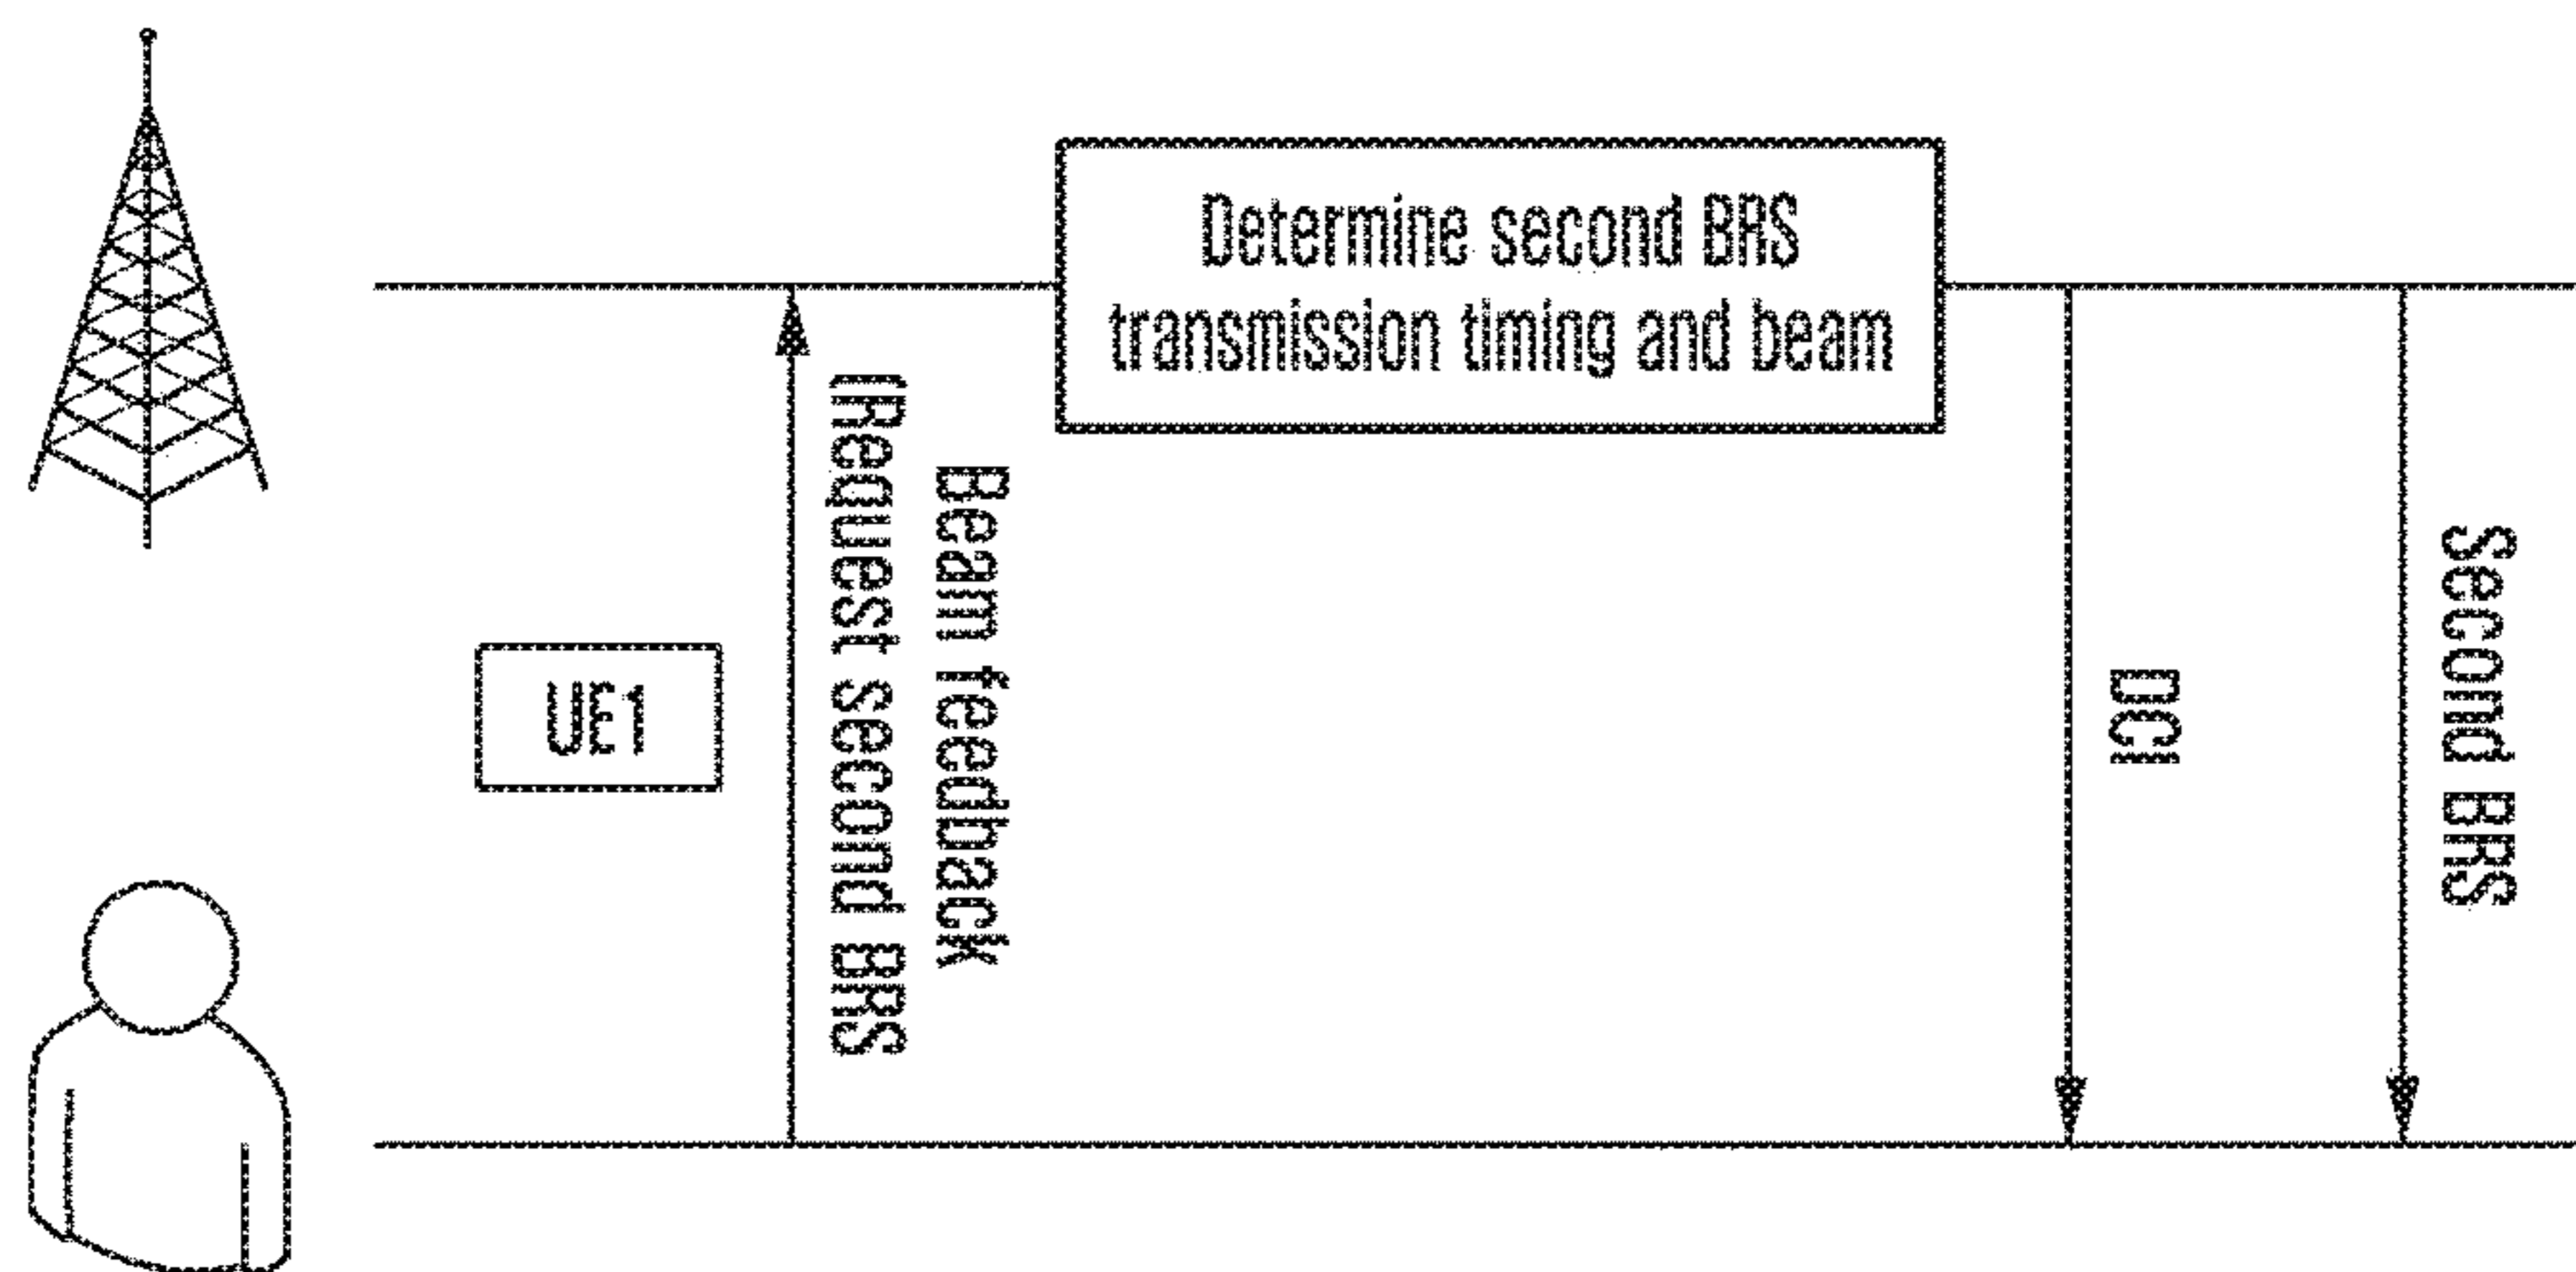 Determine second BRS
transmission timing and beam
UE1
Beam feedback
(Request second BRS
DCI
Second BRS